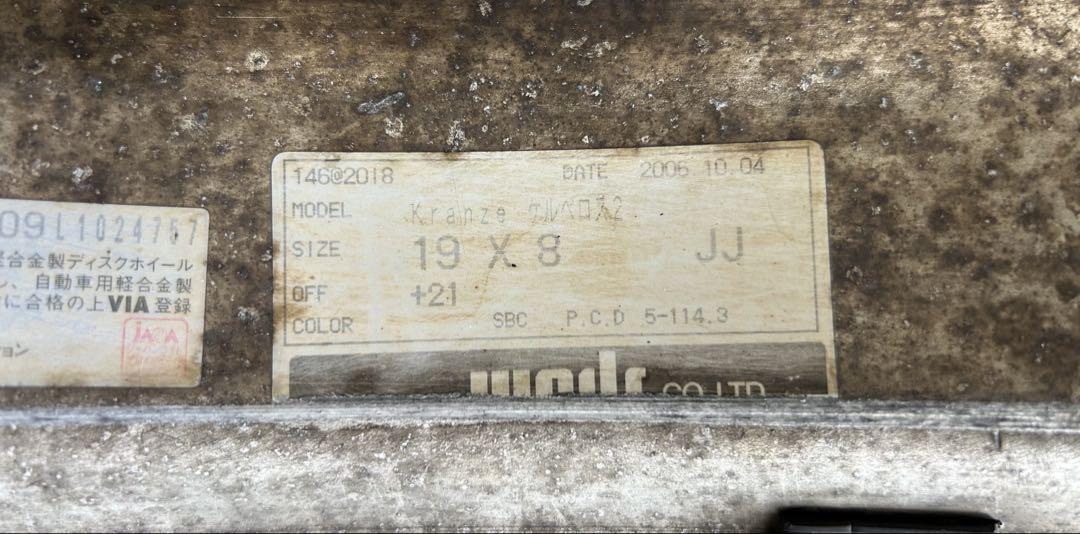 146@2018 DATE 2006 10.04
MODEL Kranze ケルベロス2
SIZE 19 X 8 JJ
OFF +21
COLOR SBC P.C.D 5-114.3
weds CO.,LTD
09L1024757
合金製ディスクホイール
し、自動車用軽合金製
に合格の上VIA登録
JAPA